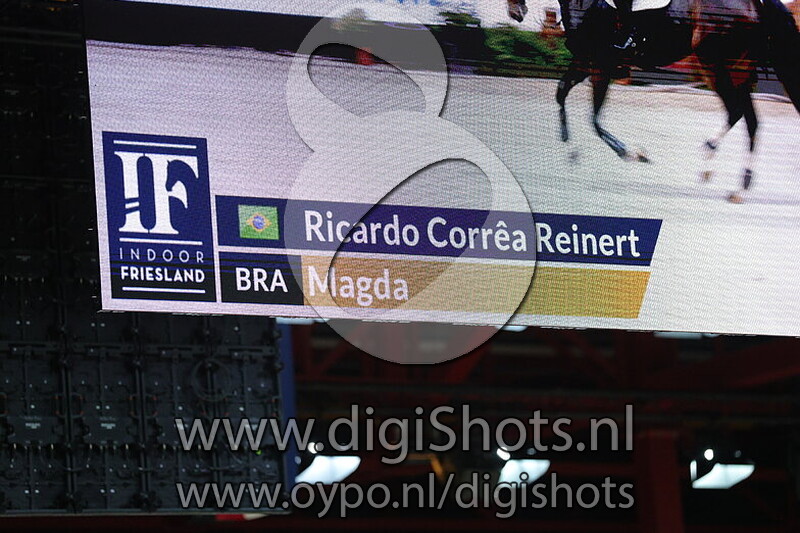 IF
INDOOR
FRIESLAND
Ricardo Corrêa Reinert
BRA Magda
www.digiShots.nl
www.oypo.nl/digishots